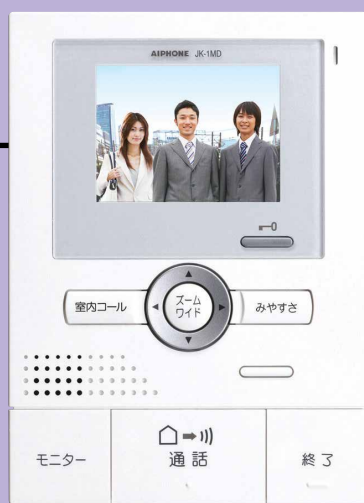 AIPHONE JK-1MD
室内コール
ズーム
ワイド
みやすさ
モニター
通話
終了